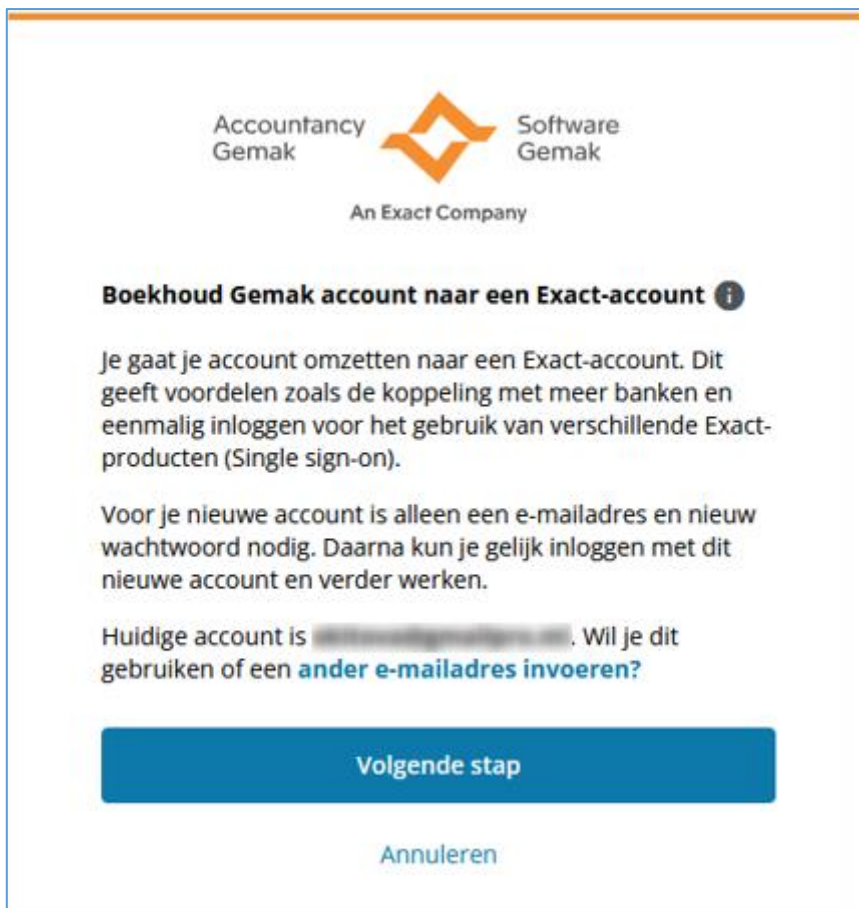 Accountancy Gemak
Software Gemak
An Exact Company
Boekhoud Gemak account naar een Exact-account
Je gaat je account omzetten naar een Exact-account. Dit
geeft voordelen zoals de koppeling met meer banken en
eenmalig inloggen voor het gebruik van verschillende Exact-
producten (Single sign-on).
Voor je nieuwe account is alleen een e-mailadres en nieuw
wachtwoord nodig. Daarna kun je gelijk inloggen met dit
nieuwe account en verder werken.
Huidige account is . Wil je dit
gebruiken of een ander e-mailadres invoeren?
Volgende stap
Annuleren